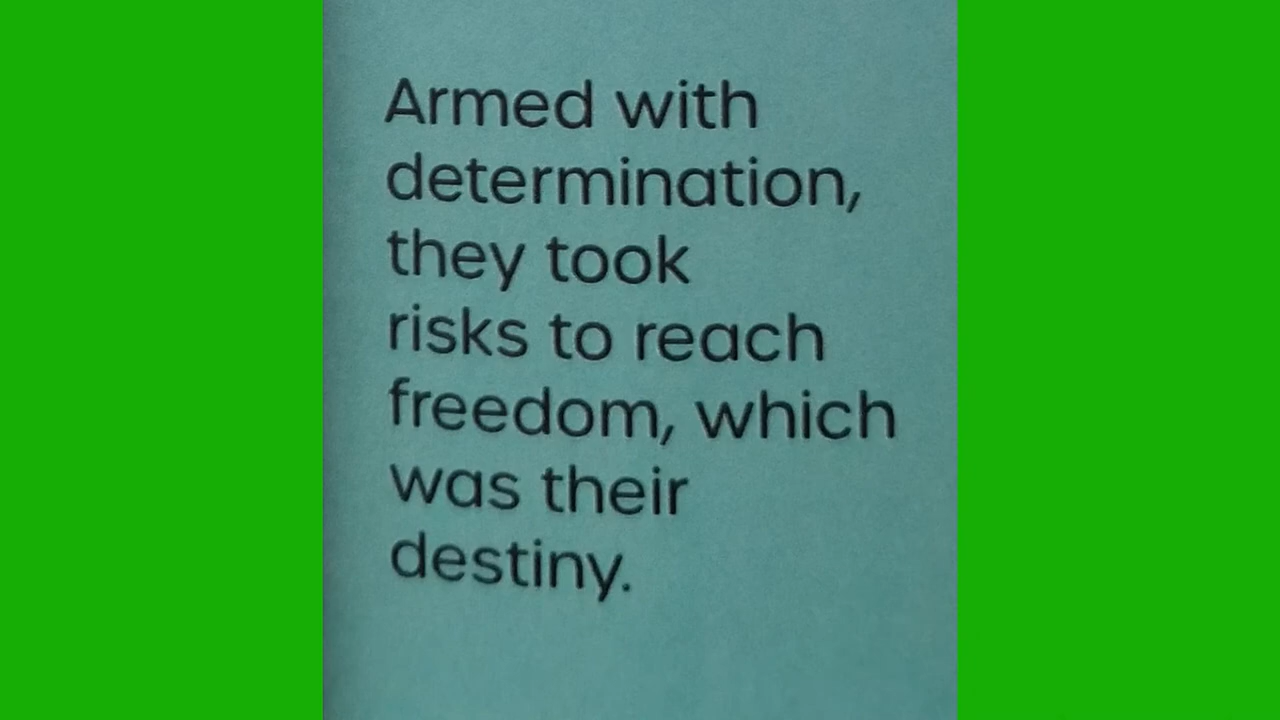 Armed with
determination,
they took
risks to reach
freedom, which
was their
destiny.